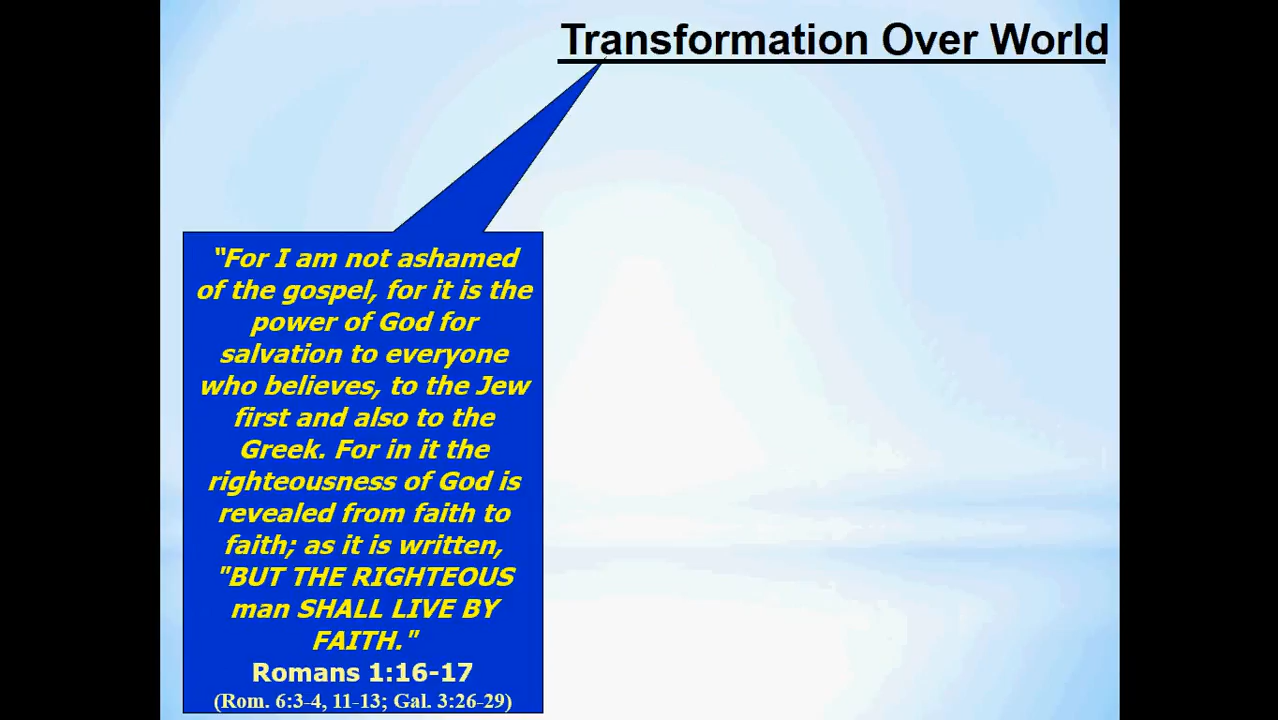 Transformation Over World
“For I am not ashamed
of the gospel, for it is the
power of God for
salvation to everyone
who believes, to the Jew
first and also to the
Greek. For in it the
righteousness of God is
revealed from faith to
faith; as it is written,
"BUT THE RIGHTEOUS
man SHALL LIVE BY
FAITH."
Romans 1:16-17
(Rom. 6:3-4, 11-13; Gal. 3:26-29)